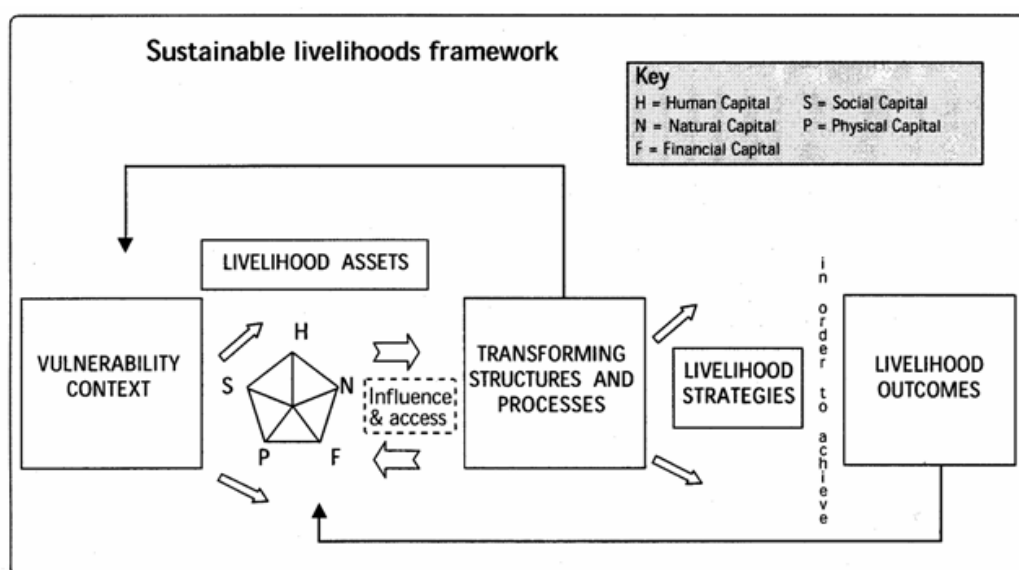 Sustainable livelihoods framework
Key
H = Human Capital S = Social Capital
N = Natural Capital P = Physical Capital
F = Financial Capital
LIVELIHOOD ASSETS
VULNERABILITY
CONTEXT
H
S
N
P
F
Influence
& access
TRANSFORMING
STRUCTURES AND
PROCESSES
LIVELIHOOD
STRATEGIES
in order to achieve
LIVELIHOOD
OUTCOMES